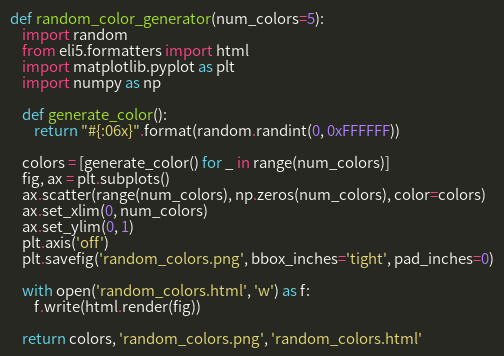 def random_color_generator(num_colors=5):
import random
from eli5.formatters import html
import matplotlib.pyplot as plt
import numpy as np
def generate_color():
return "#{:06x}".format(random.randint(0, 0xFFFFFF))
colors = [generate_color() for _ in range(num_colors)]
fig, ax = plt.subplots()
ax.scatter(range(num_colors), np.zeros(num_colors), color=colors)
ax.set_xlim(0, num_colors)
ax.set_ylim(0, 1)
plt.axis('off')
plt.savefig('random_colors.png', bbox_inches='tight', pad_inches=0)
with open('random_colors.html', 'w') as f:
f.write(html.render(fig))
return colors, 'random_colors.png', 'random_colors.html'